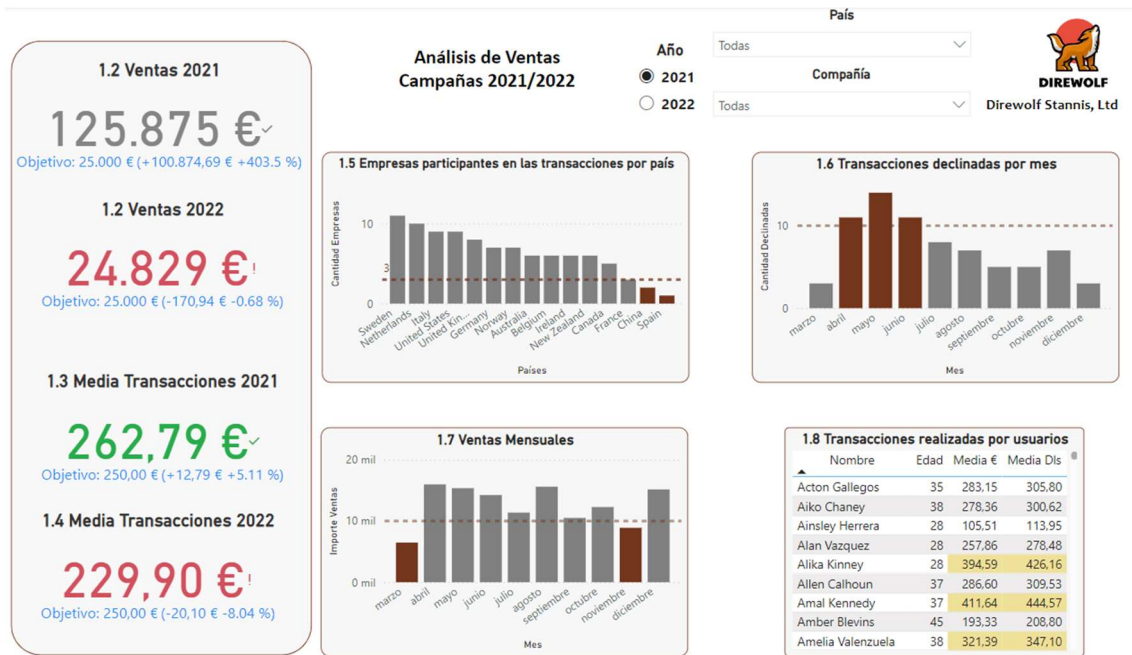 1.2 Ventas 2021
125.875 €
Objetivo: 25.000 € (+100.874,69 € +403.5 %)
1.2 Ventas 2022
24.829 €!
Objetivo: 25.000 € (-170,94 € -0.68 %)
1.3 Media Transacciones 2021
262,79 €
Objetivo: 250,00 € (+12,79 € +5.11 %)
1.4 Media Transacciones 2022
229,90 €!
Objetivo: 250,00 € (-20,10 € -8.04 %)
Análisis de Ventas
Campañas 2021/2022
Año
2021
2022
País
Todas
Compañía
Todas
DIREWOLF
Direwolf Stannis, Ltd
1.5 Empresas participantes en las transacciones por país
Cantidad Empresas
10
3
0
Sweden
Netherlands
Italy
United States
United Kin...
Germany
Norway
Australia
Belgium
Ireland
New Zealand
Canada
France
China
Spain
Países
1.6 Transacciones declinadas por mes
Cantidad Declinadas
10
0
marzo
abril
mayo
junio
julio
agosto
septiembre
octubre
noviembre
diciembre
Mes
1.7 Ventas Mensuales
Importe Ventas
20 mil
10 mil
0 mil
marzo
abril
mayo
junio
julio
agosto
septiembre
octubre
noviembre
diciembre
Mes
1.8 Transacciones realizadas por usuarios
Nombre Edad Media € Media Dls
Acton Gallegos 35 283,15 305,80
Aiko Chaney 38 278,36 300,62
Ainsley Herrera 28 105,51 113,95
Alan Vazquez 28 257,86 278,48
Alika Kinney 28 394,59 426,16
Allen Calhoun 37 286,60 309,53
Amal Kennedy 37 411,64 444,57
Amber Blevins 45 193,33 208,80
Amelia Valenzuela 38 321,39 347,10